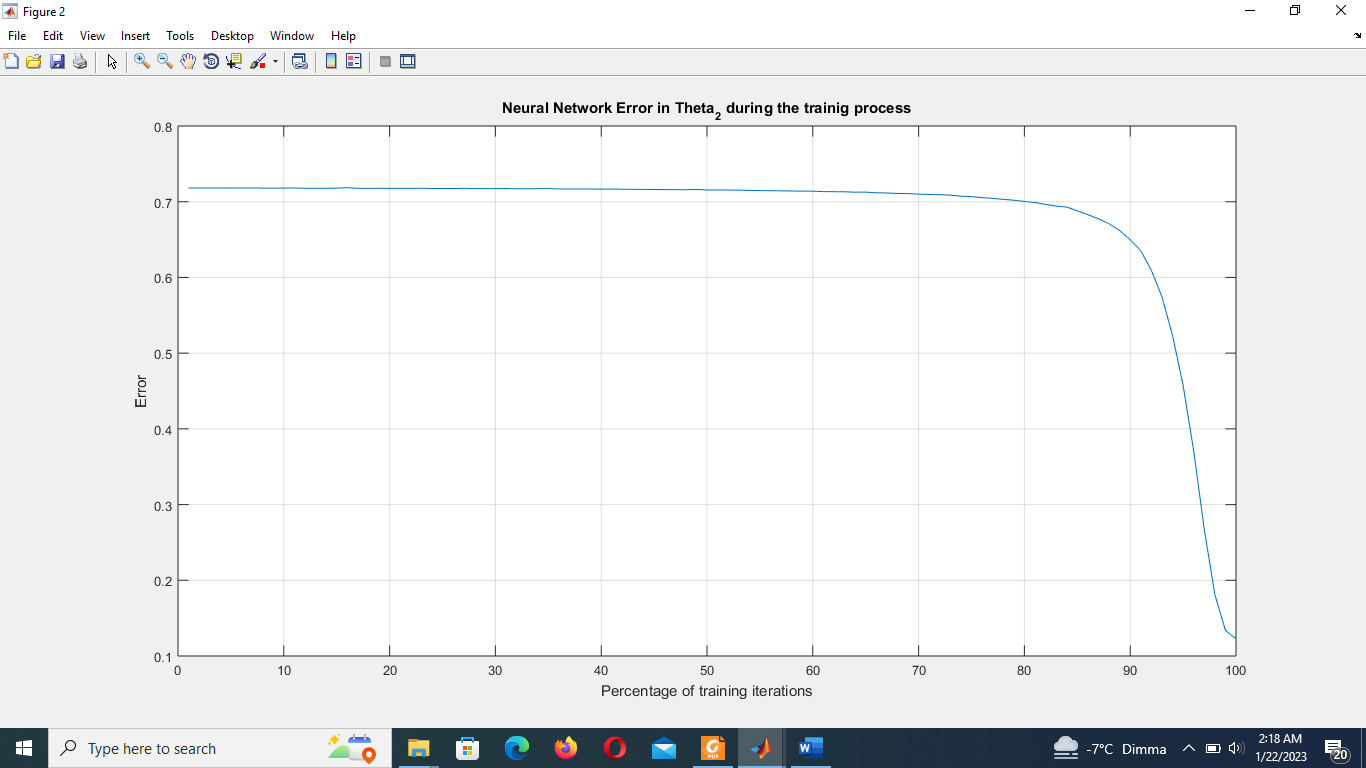 Figure 2
File Edit View Insert Tools Desktop Window Help
Neural Network Error in Theta2 during the trainig process
0.8
0.7
0.6
0.5
0.4
0.3
0.2
0.1
Error
0 10 20 30 40 50 60 70 80 90 100
Percentage of training iterations
Type here to search
G
PDF
W
-7°C Dimma
2:18 AM
1/22/2023
20